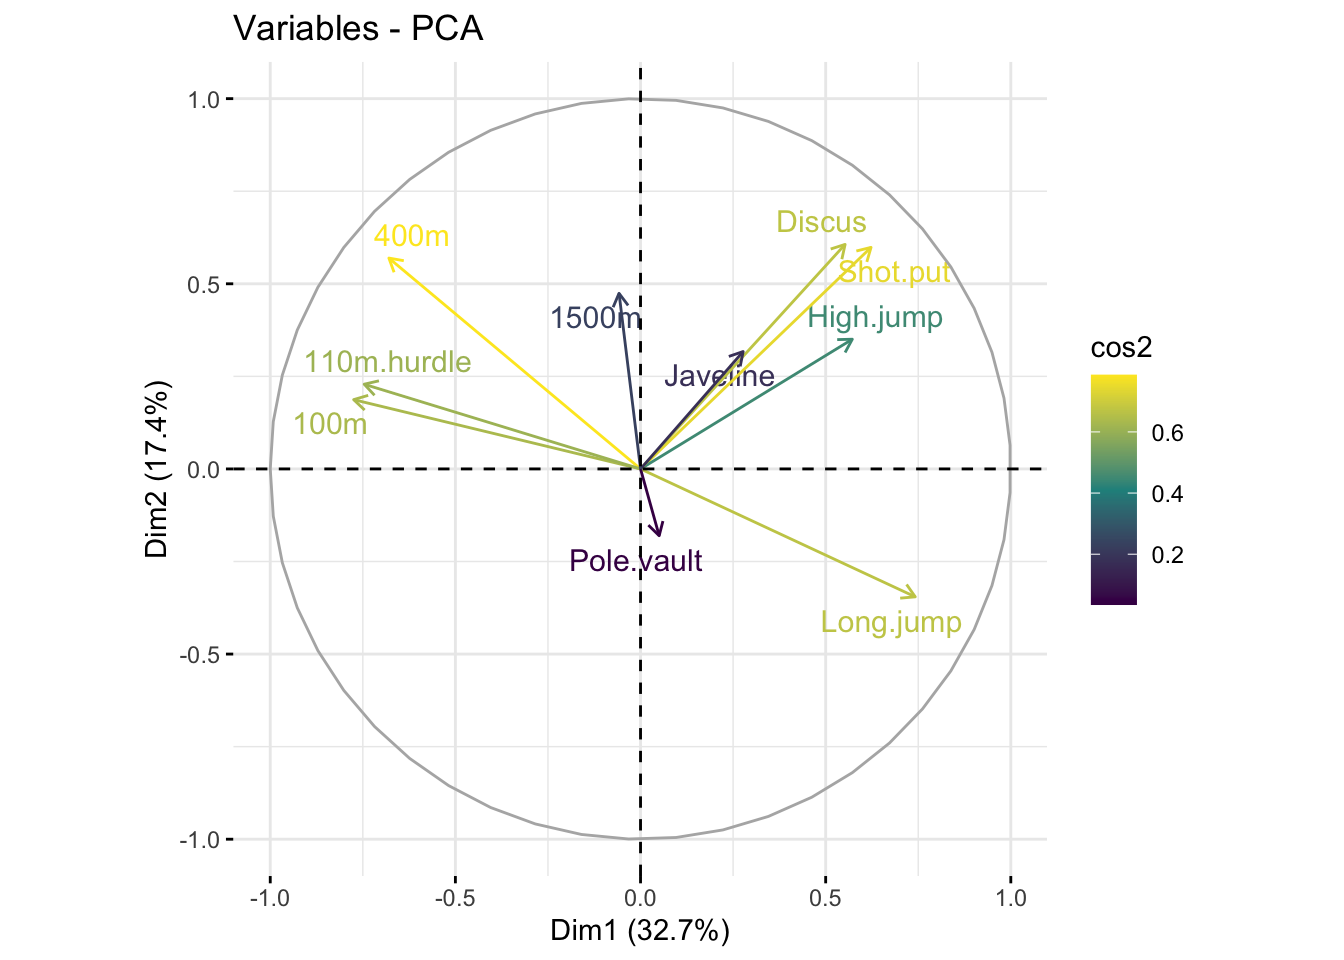 Variables - PCA
1.0
0.5
0.0
-0.5
-1.0
Dim2 (17.4%)
400m
Discus
Shot.put
1500m
High.jump
110m.hurdle
Javeline
100m
Pole.vault
Long.jump
-1.0
-0.5
0.0
0.5
1.0
Dim1 (32.7%)
cos2
0.6
0.4
0.2